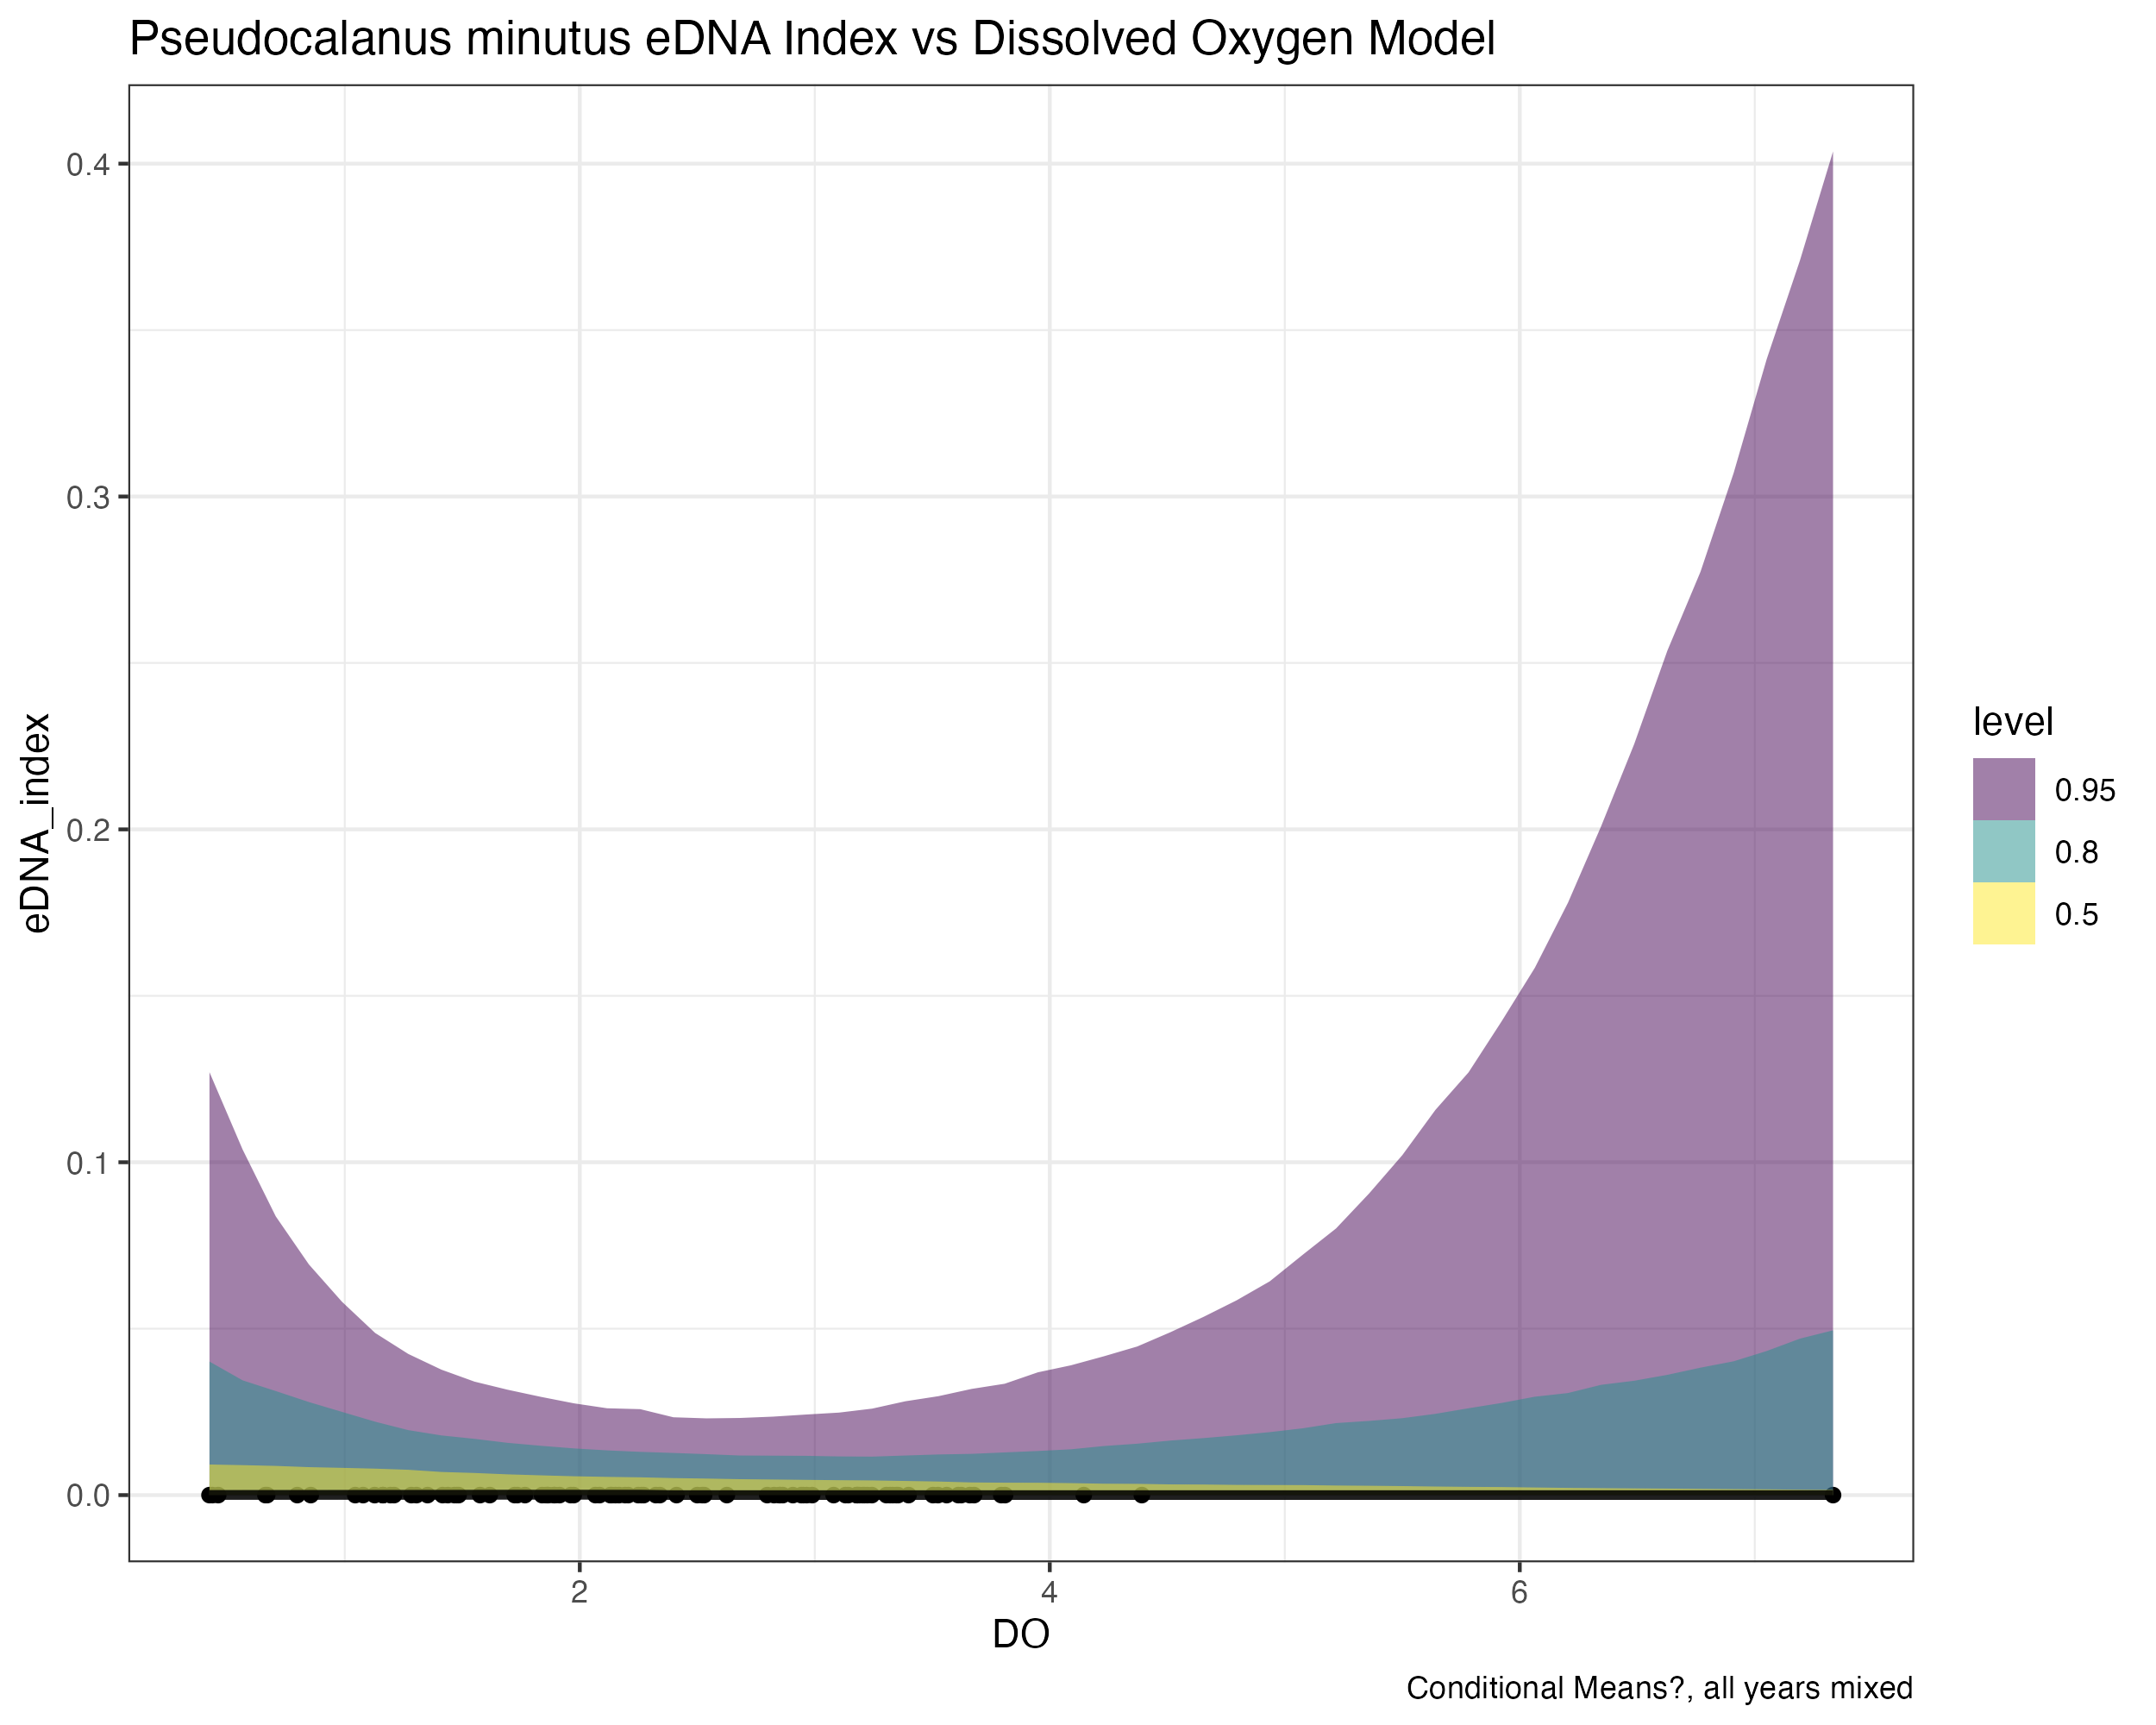 Pseudocalanus minutus eDNA Index vs Dissolved Oxygen Model
eDNA_index
0.4
0.3
0.2
0.1
0.0
2 4 6
DO
level
0.95
0.8
0.5
Conditional Means?, all years mixed